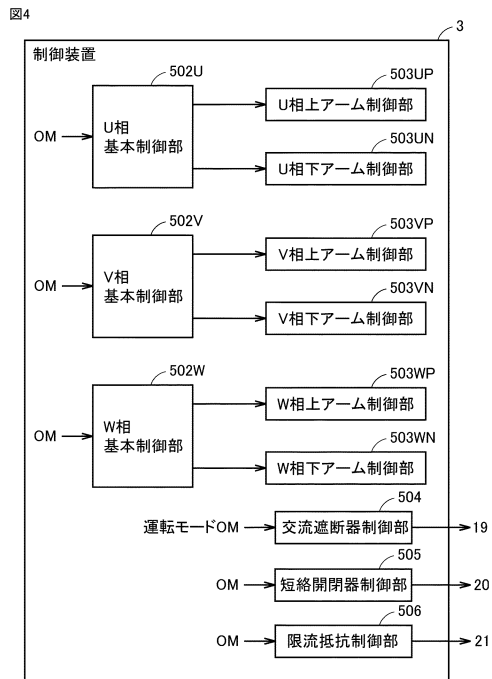 図4
3
制御装置
502U
OM
U相
基本制御部
503UP
U相上アーム制御部
503UN
U相下アーム制御部
502V
OM
V相
基本制御部
503VP
V相上アーム制御部
503VN
V相下アーム制御部
502W
OM
W相
基本制御部
503WP
W相上アーム制御部
503WN
W相下アーム制御部
504
運転モードOM
交流遮断器制御部
19
505
OM
短絡開閉器制御部
20
506
OM
限流抵抗制御部
21